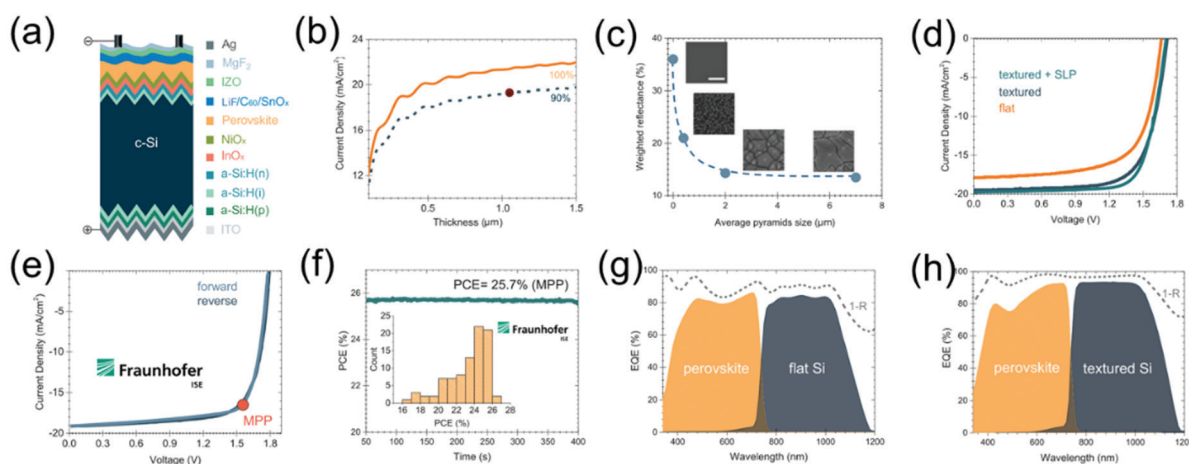 (a)
Ag
MgF₂
IZO
LiF/C₆₀/SnOₓ
Perovskite
NiOₓ
InOₓ
a-Si:H(n)
a-Si:H(i)
a-Si:H(p)
ITO
c-Si
(b)
Current Density (mA/cm²)
24
22
20
18
16
14
12
100%
90%
0.5 1.0 1.5
Thickness (μm)
(c)
Weighted reflectance (%)
40
35
30
25
20
15
10
0 2 4 6 8
Average pyramids size (μm)
(d)
Current Density (mA/cm²)
0
-5
-10
-15
-20
textured + SLP
textured
flat
0.0 0.3 0.6 0.9 1.2 1.5 1.8
Voltage (V)
(e)
Current Density (mA/cm²)
0
-5
-10
-15
-20
forward
reverse
Fraunhofer
ISE
MPP
0.0 0.3 0.6 0.9 1.2 1.5 1.8
Voltage (V)
(f)
PCE (%)
28
26
24
22
20
PCE= 25.7% (MPP)
Fraunhofer
ISE
Count
25
20
15
10
5
0
16 18 20 22 24 26 28
PCE (%)
50 100 150 200 250 300 350 400
Time (s)
(g)
EQE (%)
100
80
60
40
20
0
1-R
perovskite
flat Si
400 600 800 1000 1200
Wavelength (nm)
(h)
EQE (%)
100
80
60
40
20
0
1-R
perovskite
textured Si
400 600 800 1000 1200
Wavelength (nm)